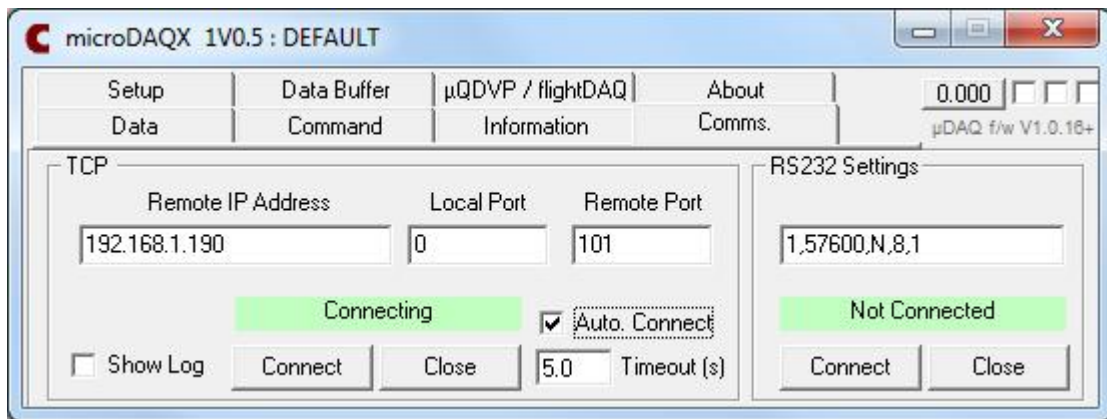 microDAQX 1V0.5 : DEFAULT
Setup Data Buffer µQDVP / flightDAQ About
0.000
Data Command Information Comms.
µDAQ f/w V1.0.16+
TCP
RS232 Settings
Remote IP Address Local Port Remote Port
192.168.1.190 0 101
1,57600,N,8,1
Connecting
Auto. Connect
Not Connected
Show Log Connect Close 5.0 Timeout (s)
Connect Close